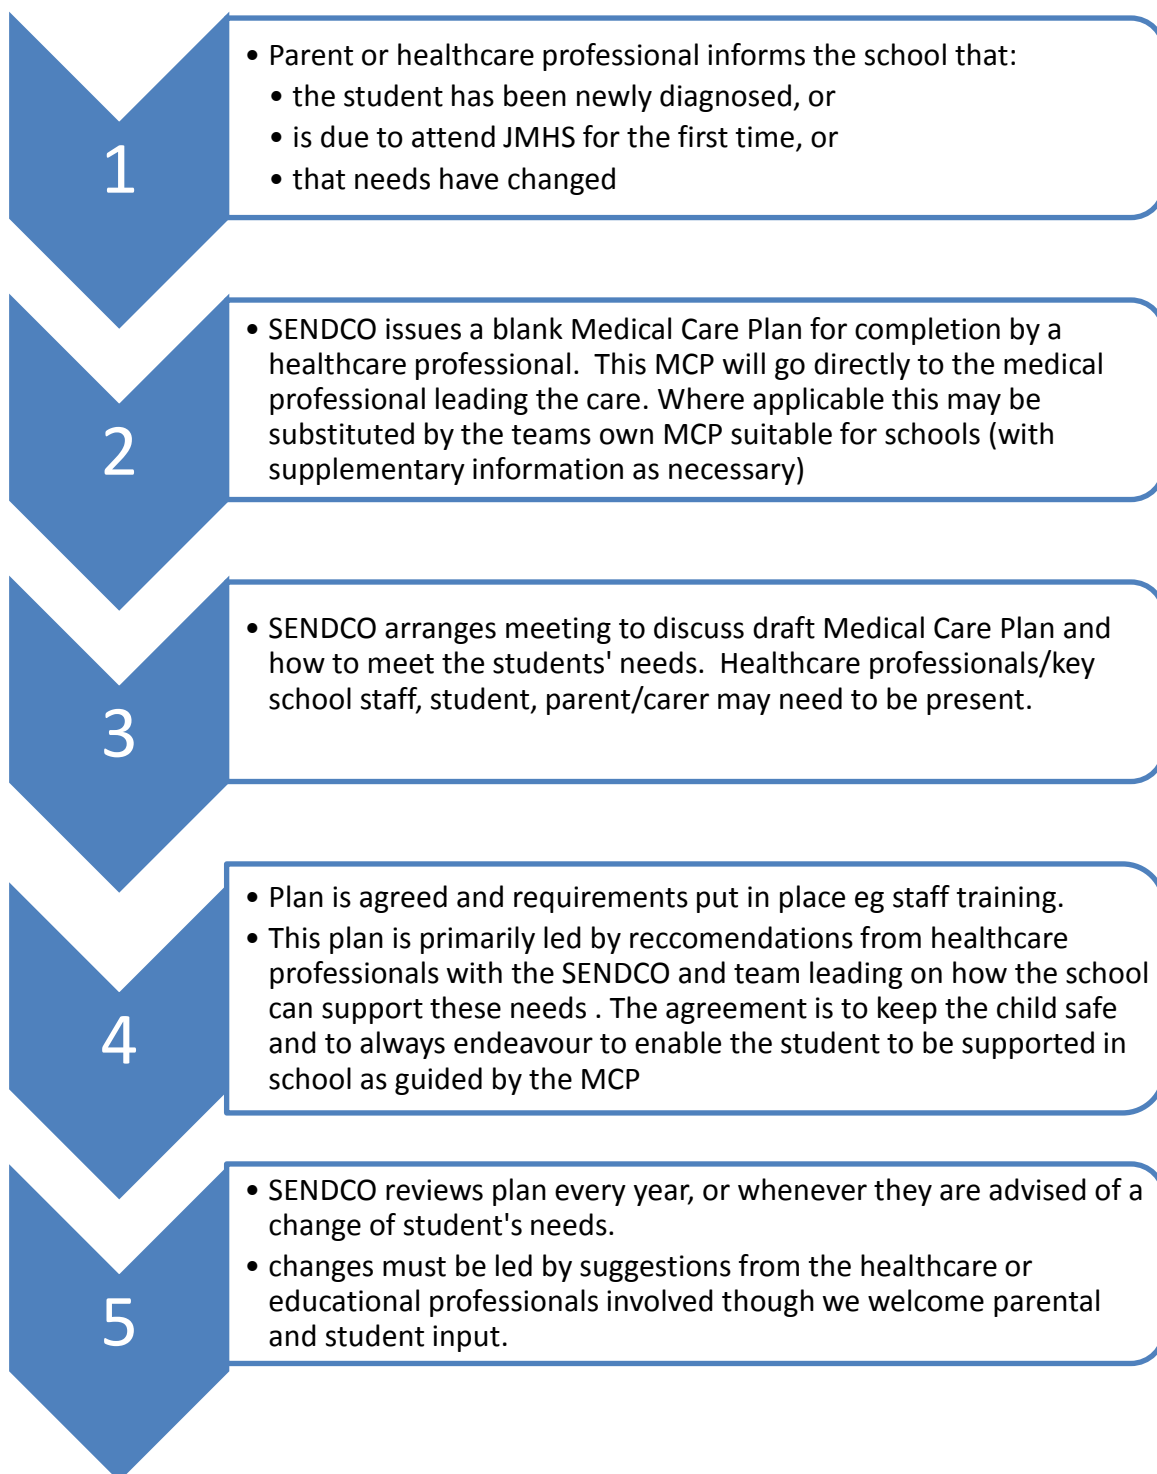 1
• Parent or healthcare professional informs the school that:
• the student has been newly diagnosed, or
• is due to attend JMHS for the first time, or
• that needs have changed
2
• SENDCO issues a blank Medical Care Plan for completion by a
healthcare professional.  This MCP will go directly to the medical
professional leading the care. Where applicable this may be
substituted by the teams own MCP suitable for schools (with
supplementary information as necessary)
3
• SENDCO arranges meeting to discuss draft Medical Care Plan and
how to meet the students' needs.  Healthcare professionals/key
school staff, student, parent/carer may need to be present.
4
• Plan is agreed and requirements put in place eg staff training.
• This plan is primarily led by reccomendations from healthcare
professionals with the SENDCO and team leading on how the school
can support these needs . The agreement is to keep the child safe
and to always endeavour to enable the student to be supported in
school as guided by the MCP
5
• SENDCO reviews plan every year, or whenever they are advised of a
change of student's needs.
• changes must be led by suggestions from the healthcare or
educational professionals involved though we welcome parental
and student input.